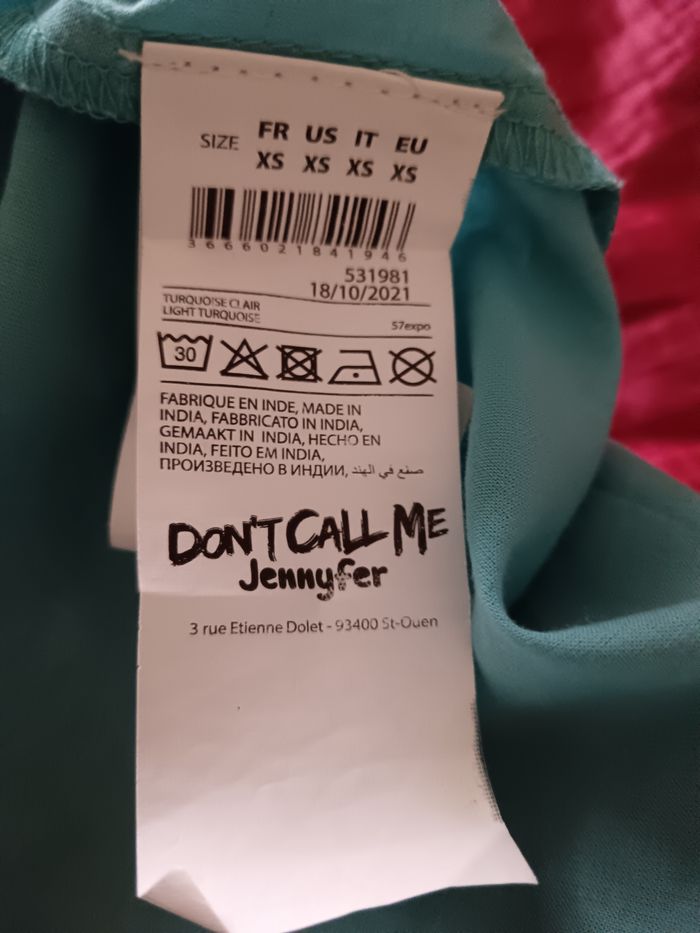 SIZE FR US IT EU
XS XS XS XS
3666021841946
531981
18/10/2021
TURQUOISE CLAIR
LIGHT TURQUOISE
57expo
30
FABRIQUE EN INDE, MADE IN
INDIA, FABBRICATO IN INDIA,
GEMAAKT IN INDIA, HECHO EN
INDIA, FEITO EM INDIA,
ПРОИЗВЕДЕНО В ИНДИИ, صنع في الهند
DON'T CALL ME
Jennyfer
3 rue Etienne Dolet - 93400 St-Ouen